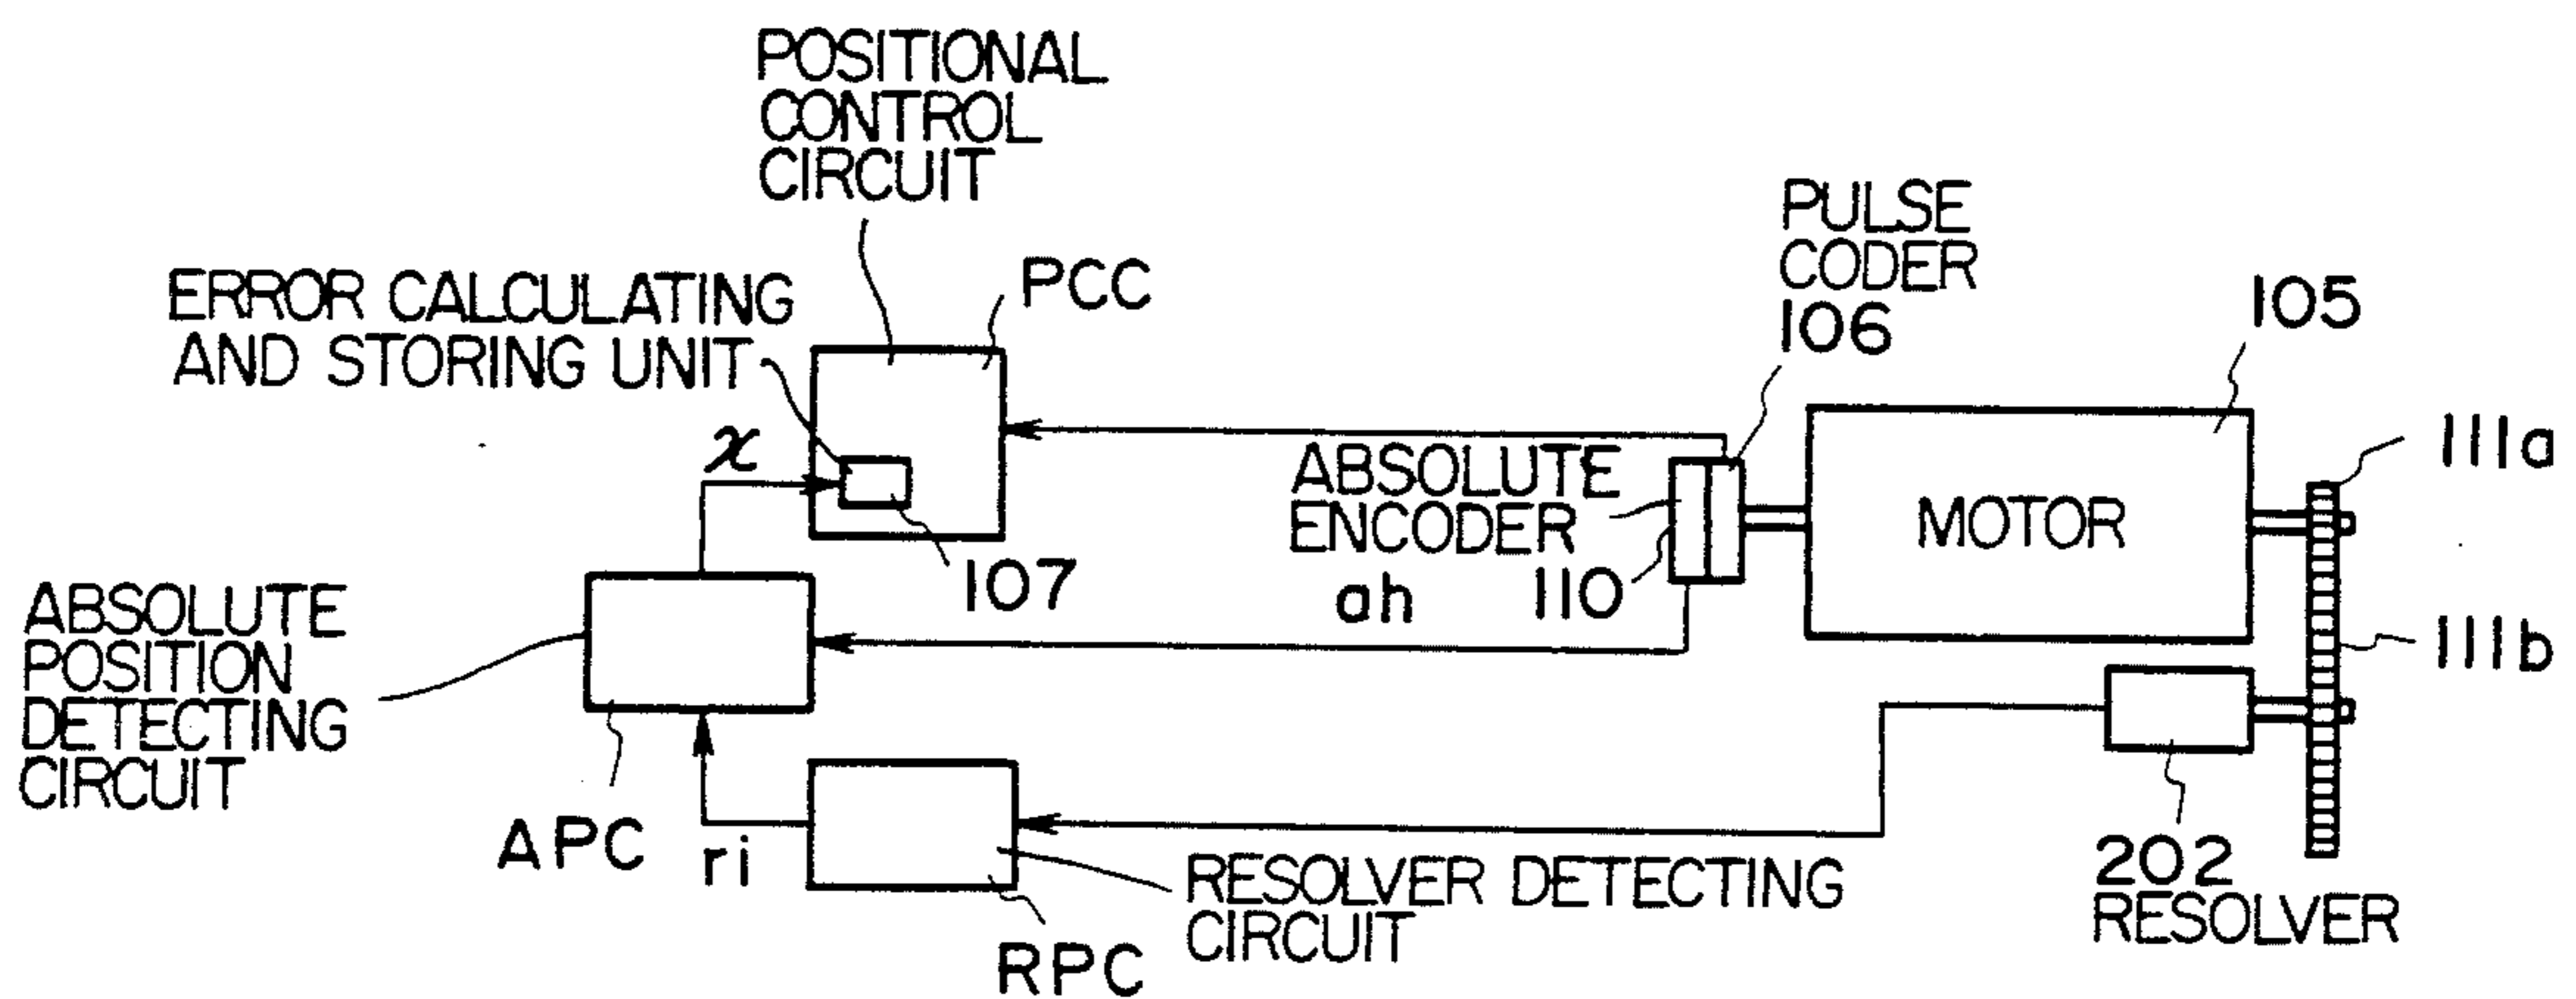 POSITIONAL
CONTROL
CIRCUIT
PCC
ERROR CALCULATING
AND STORING UNIT
x
107
PULSE
CODER
106
105
111a
ABSOLUTE
ENCODER
110
ah
MOTOR
111b
ABSOLUTE
POSITION
DETECTING
CIRCUIT
APC
ri
RESOLVER DETECTING
CIRCUIT
RPC
202
RESOLVER